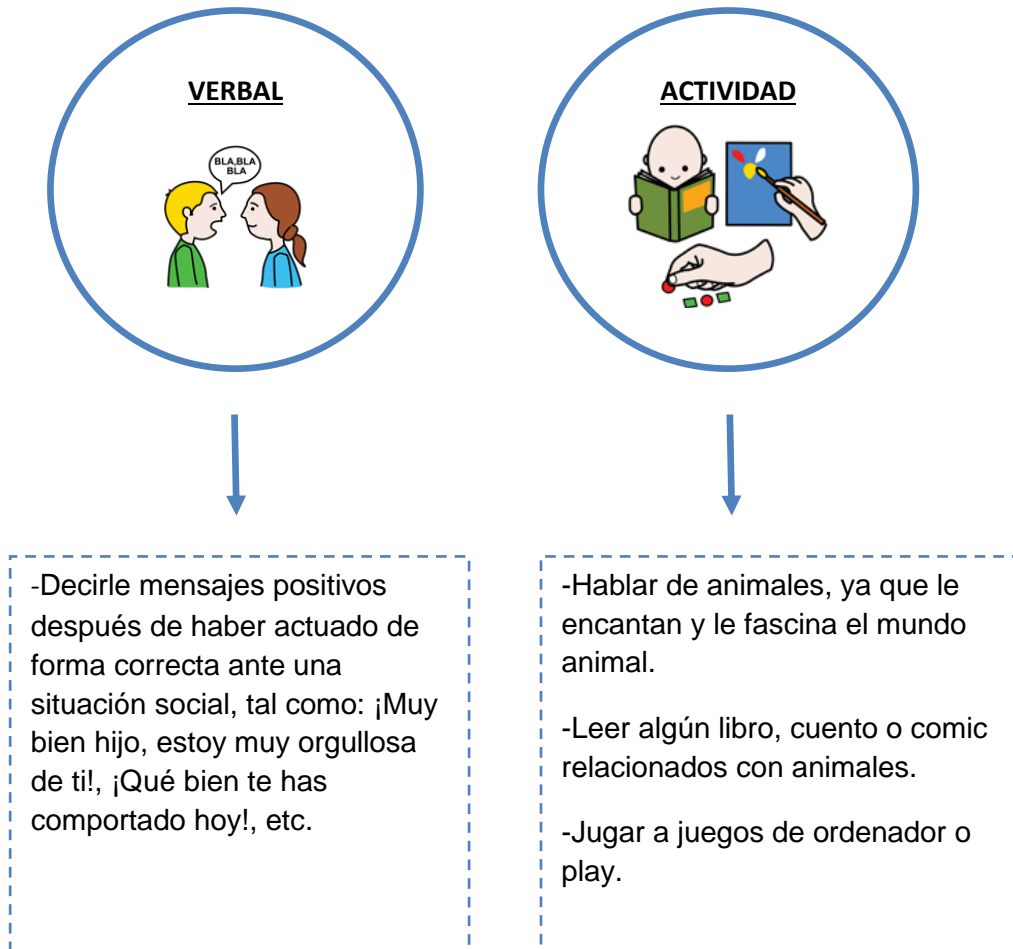 VERBAL
BLA,BLA
BLA
-Decirle mensajes positivos
después de haber actuado de
forma correcta ante una
situación social, tal como: ¡Muy
bien hijo, estoy muy orgullosa
de ti!, ¡Qué bien te has
comportado hoy!, etc.
ACTIVIDAD
-Hablar de animales, ya que le
encantan y le fascina el mundo
animal.
-Leer algún libro, cuento o comic
relacionados con animales.
-Jugar a juegos de ordenador o
play.